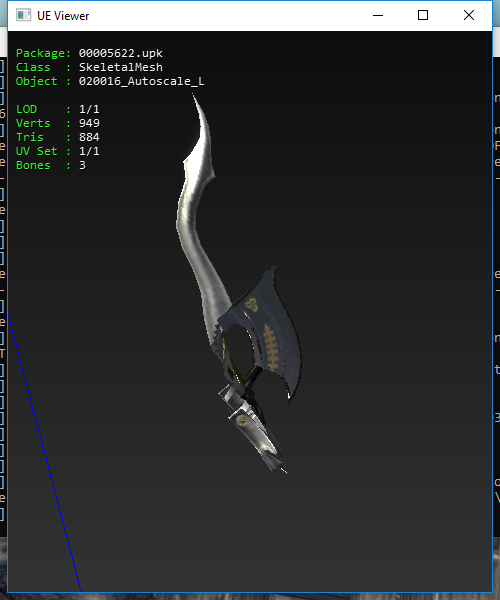 UE Viewer
Package: 00005622.upk
Class  : SkeletalMesh
Object : 020016_Autoscale_L
LOD    : 1/1
Verts  : 949
Tris   : 884
UV Set : 1/1
Bones  : 3